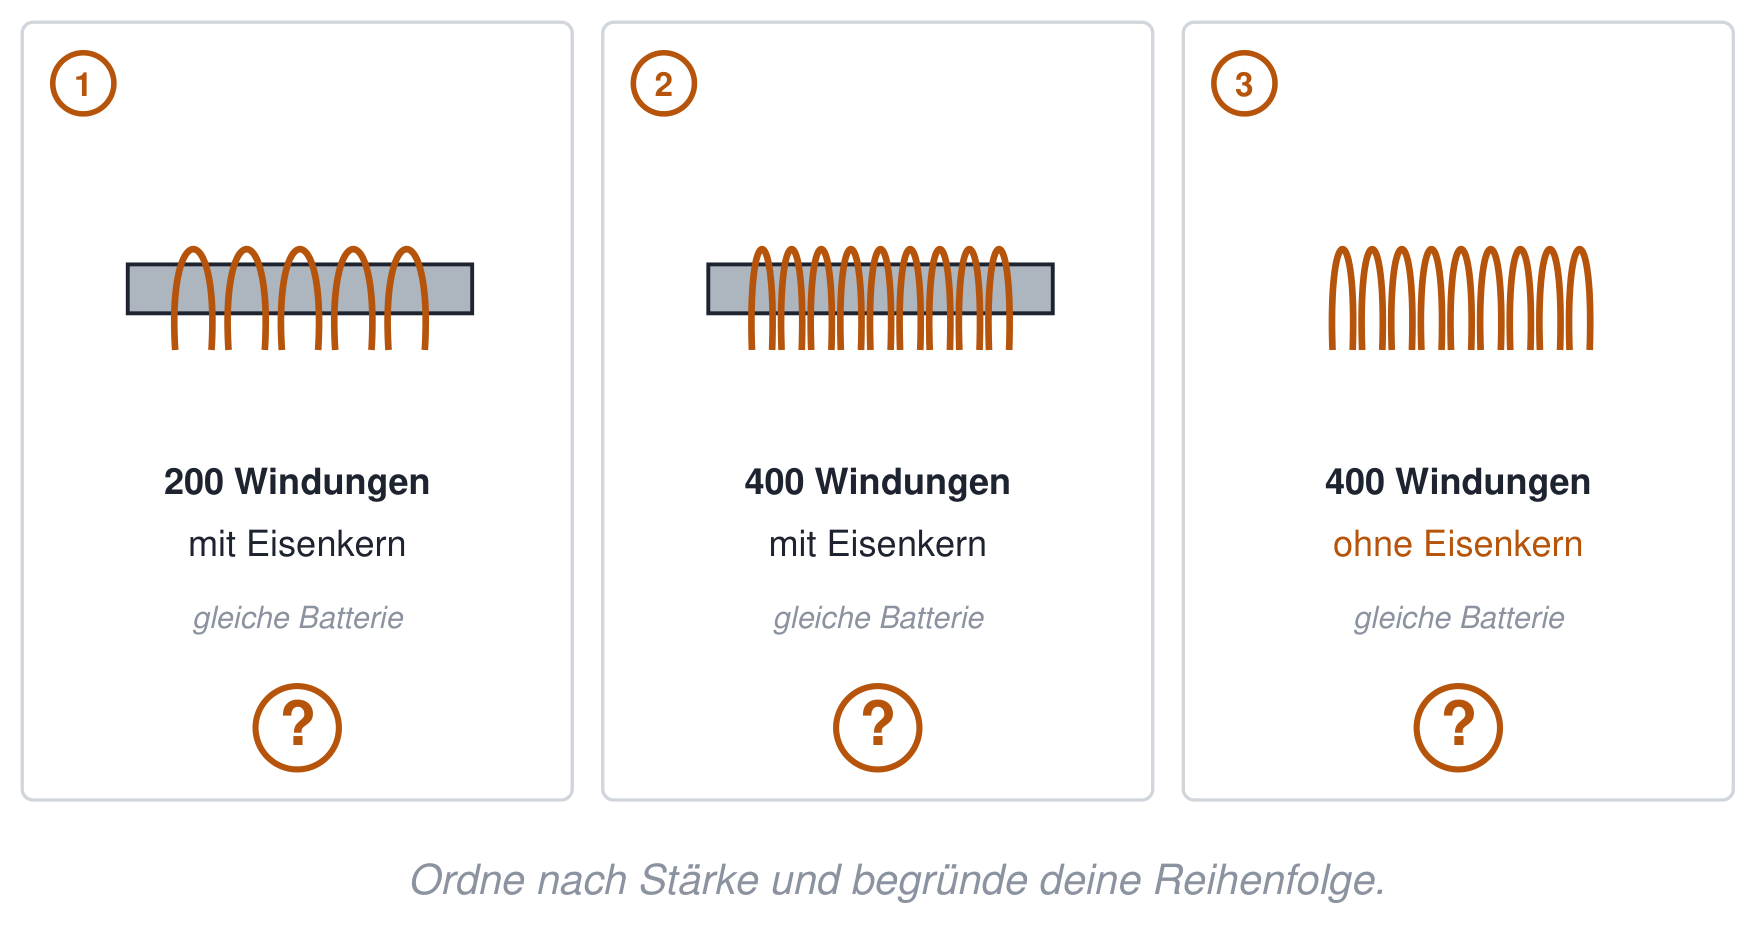 1
200 Windungen
mit Eisenkern
gleiche Batterie
?
2
400 Windungen
mit Eisenkern
gleiche Batterie
?
3
400 Windungen
ohne Eisenkern
gleiche Batterie
?
Ordne nach Stärke und begründe deine Reihenfolge.